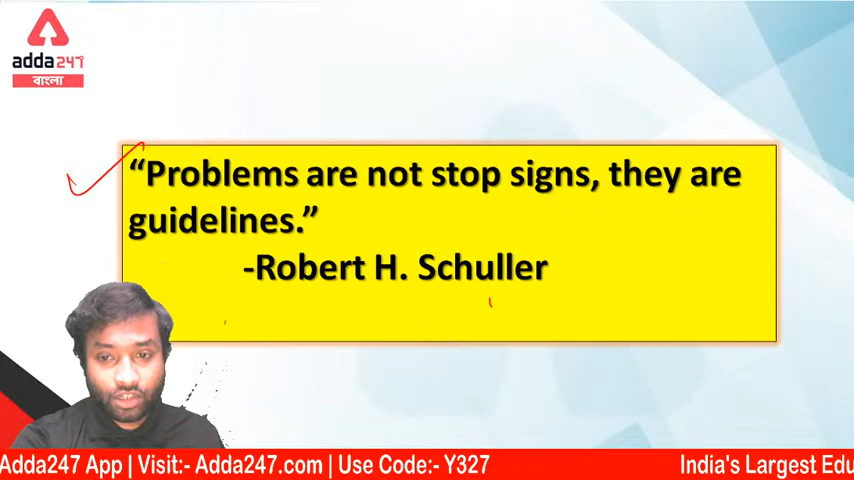 adda247
বাংলা
“Problems are not stop signs, they are
guidelines.”
-Robert H. Schuller
Adda247 App | Visit:- Adda247.com | Use Code:- Y327
India's Largest Edu